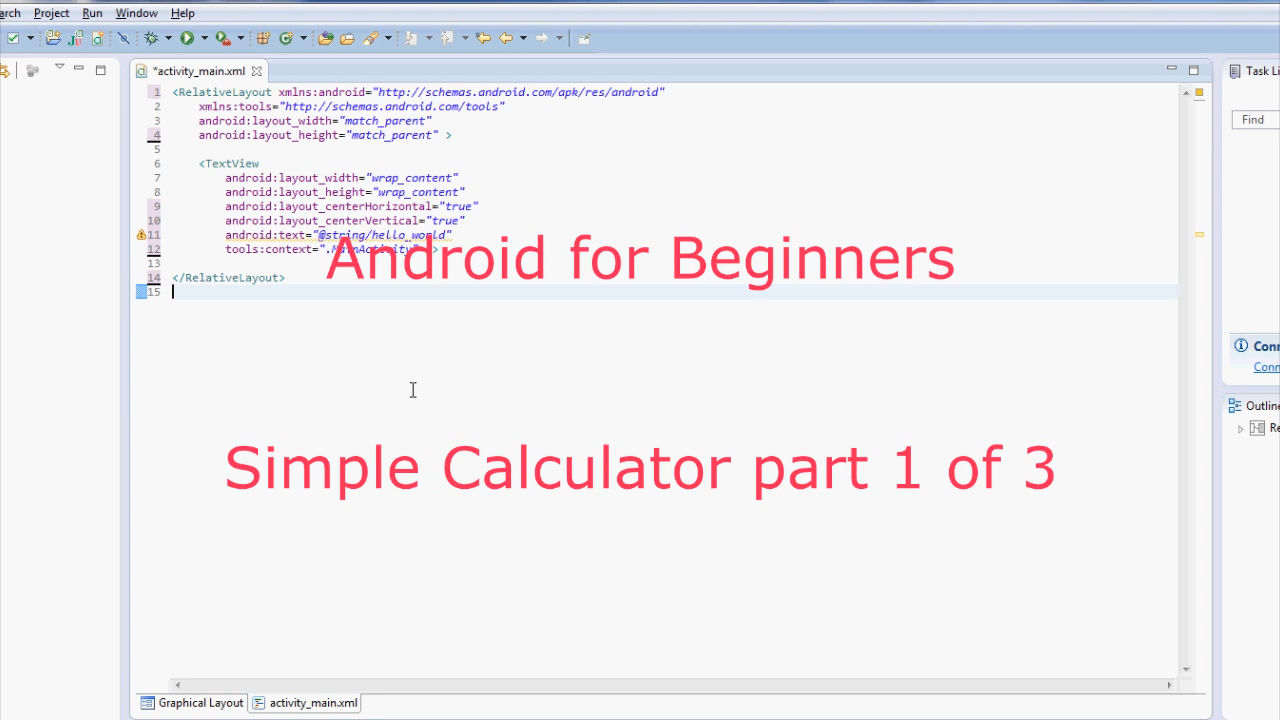 arch Project Run Window Help
*activity_main.xml
Task Li
1 <RelativeLayout xmlns:android="http://schemas.android.com/apk/res/android"
2 xmlns:tools="http://schemas.android.com/tools"
3 android:layout_width="match_parent"
4 android:layout_height="match_parent" >
5
6 <TextView
7 android:layout_width="wrap_content"
8 android:layout_height="wrap_content"
9 android:layout_centerHorizontal="true"
10 android:layout_centerVertical="true"
11 android:text="@string/hello_world"
12 tools:context=".MainActivity" />
13
14 </RelativeLayout>
15
Find
Android for Beginners
Conn
Conn
Outline
Re
Simple Calculator part 1 of 3
Graphical Layout activity_main.xml